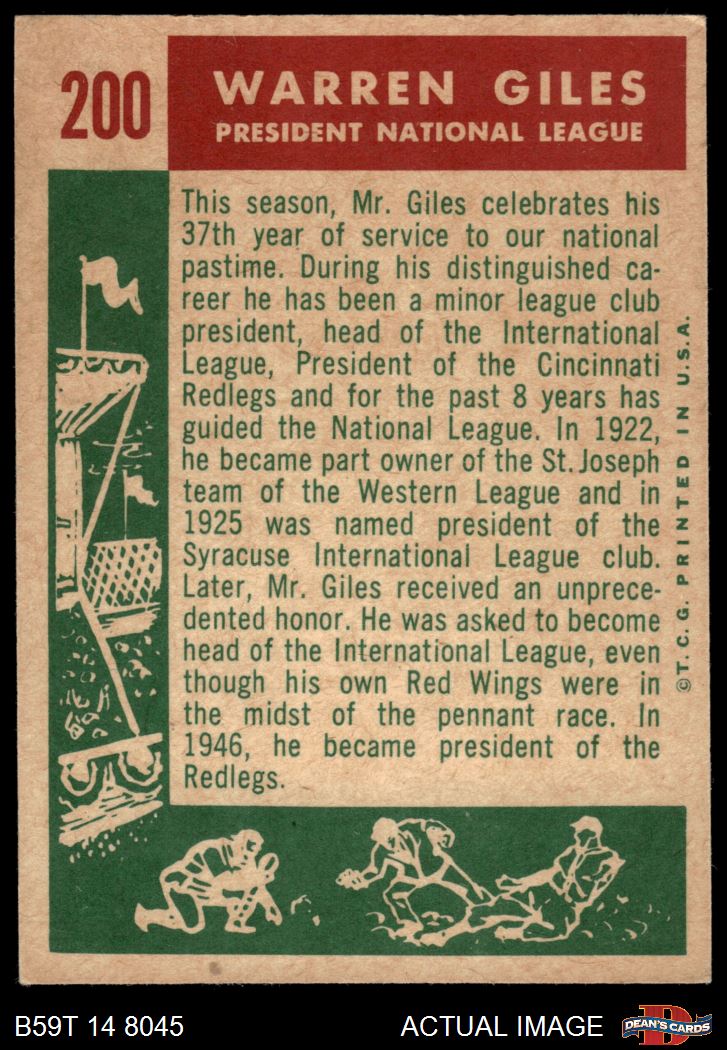 200
WARREN GILES
PRESIDENT NATIONAL LEAGUE
This season, Mr. Giles celebrates his
37th year of service to our national
pastime. During his distinguished ca-
reer he has been a minor league club
president, head of the International
League, President of the Cincinnati
Redlegs and for the past 8 years has
guided the National League. In 1922,
he became part owner of the St. Joseph
team of the Western League and in
1925 was named president of the
Syracuse International League club.
Later, Mr. Giles received an unprece-
dented honor. He was asked to become
head of the International League, even
though his own Red Wings were in
the midst of the pennant race. In
1946, he became president of the
Redlegs.
©T.C.G. PRINTED IN U.S.A.
B59T 14 8045
ACTUAL IMAGE
D
DEAN'S CARDS